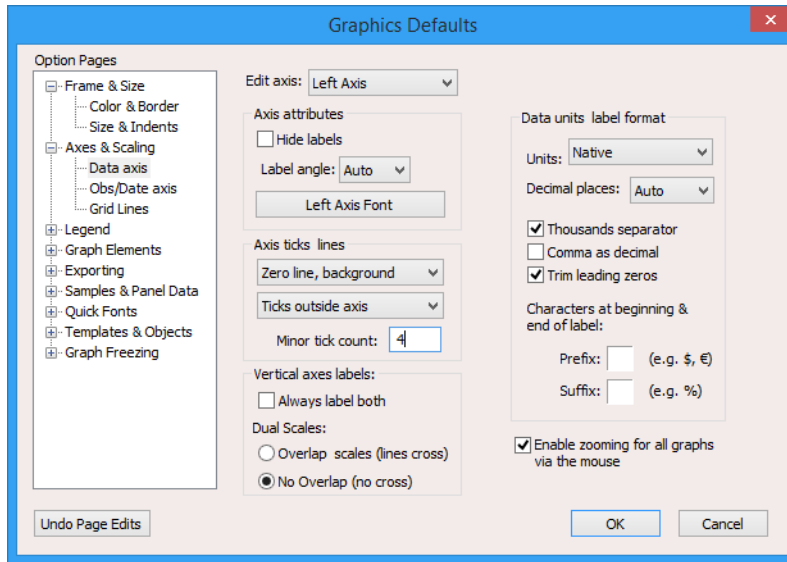 Graphics Defaults
Option Pages
Frame & Size
Color & Border
Size & Indents
Axes & Scaling
Data axis
Obs/Date axis
Grid Lines
Legend
Graph Elements
Exporting
Samples & Panel Data
Quick Fonts
Templates & Objects
Graph Freezing
Edit axis: Left Axis
Axis attributes
Hide labels
Label angle: Auto
Left Axis Font
Axis ticks lines
Zero line, background
Ticks outside axis
Minor tick count: 4
Vertical axes labels:
Always label both
Dual Scales:
Overlap scales (lines cross)
No Overlap (no cross)
Data units label format
Units: Native
Decimal places: Auto
Thousands separator
Comma as decimal
Trim leading zeros
Characters at beginning &
end of label:
Prefix: (e.g. $, €)
Suffix: (e.g. %)
Enable zooming for all graphs
via the mouse
Undo Page Edits
OK
Cancel